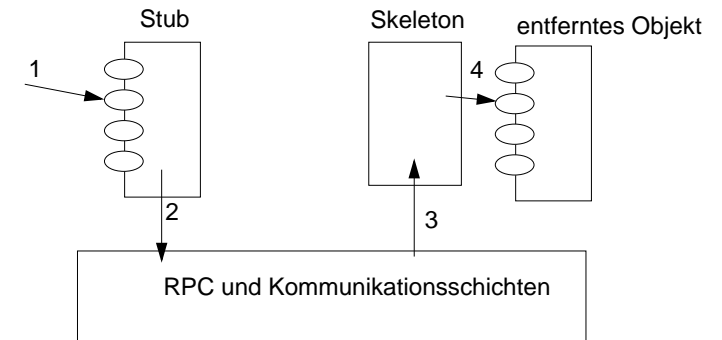 Stub
Skeleton
entferntes Objekt
1
4
2
3
RPC und Kommunikationsschichten